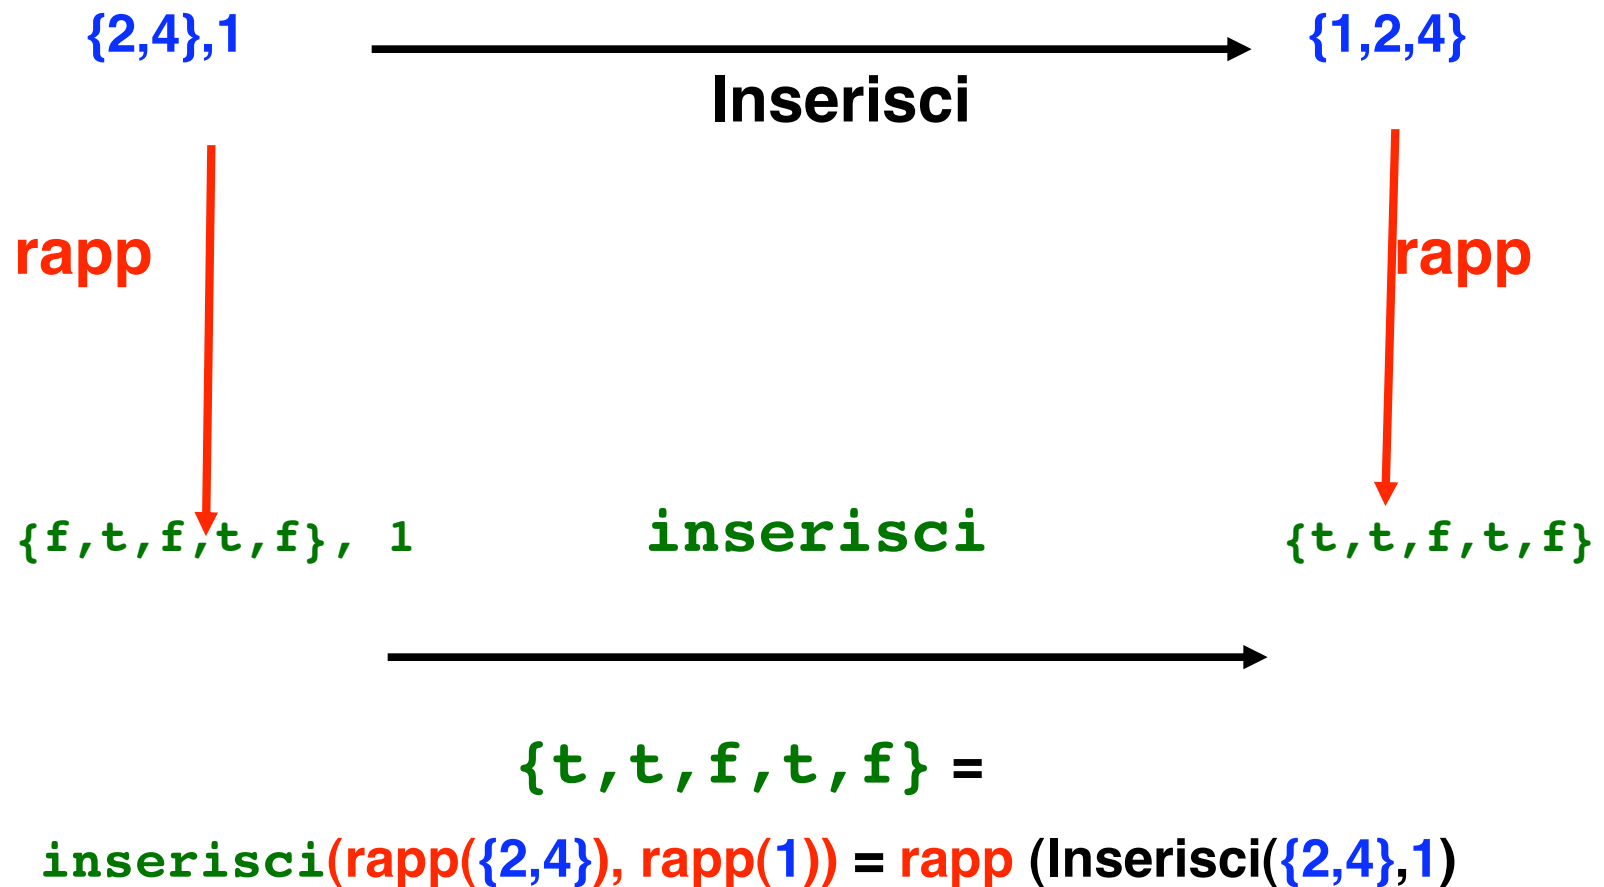 {2,4},1 {1,2,4}
Inserisci
rapp rapp
{f,t,f,t,f}, 1 inserisci {t,t,f,t,f}
{t,t,f,t,f} =
inserisci(rapp({2,4}), rapp(1)) = rapp (Inserisci({2,4},1)